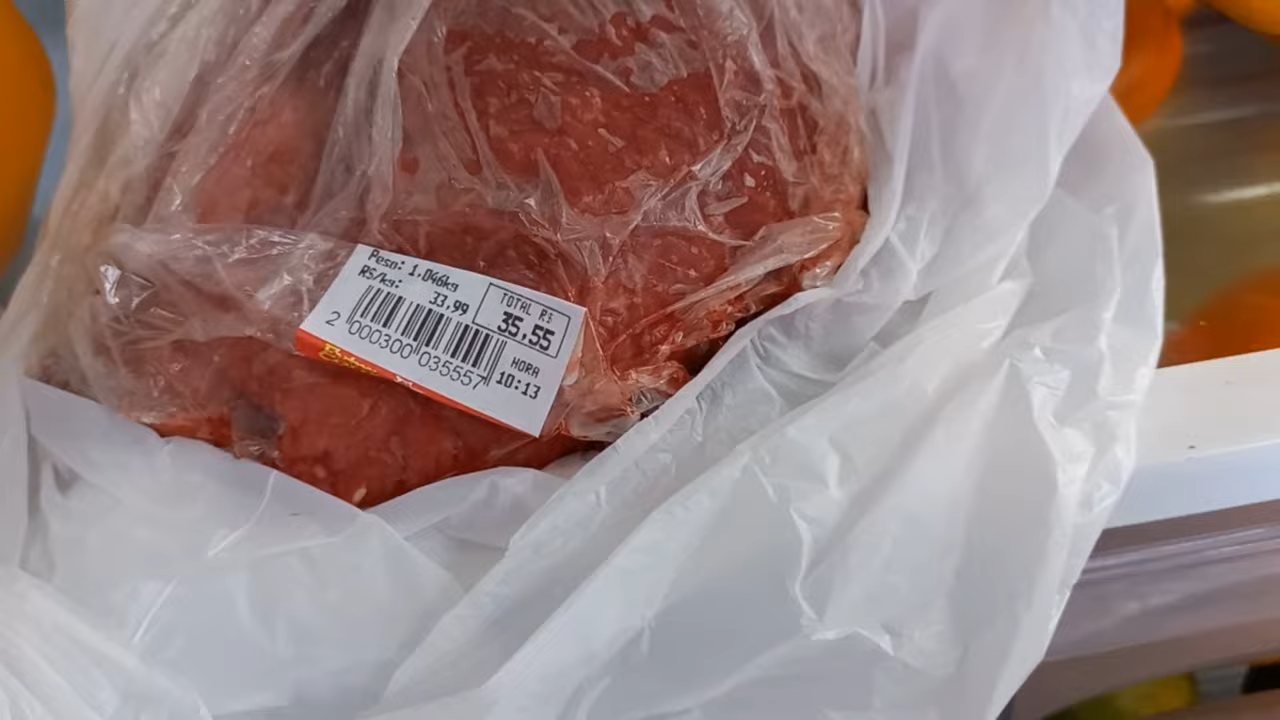 Peso: 1,046kg
R$/kg: 33,99
TOTAL R$
35,55
2 000300 035557
HORA
10:13